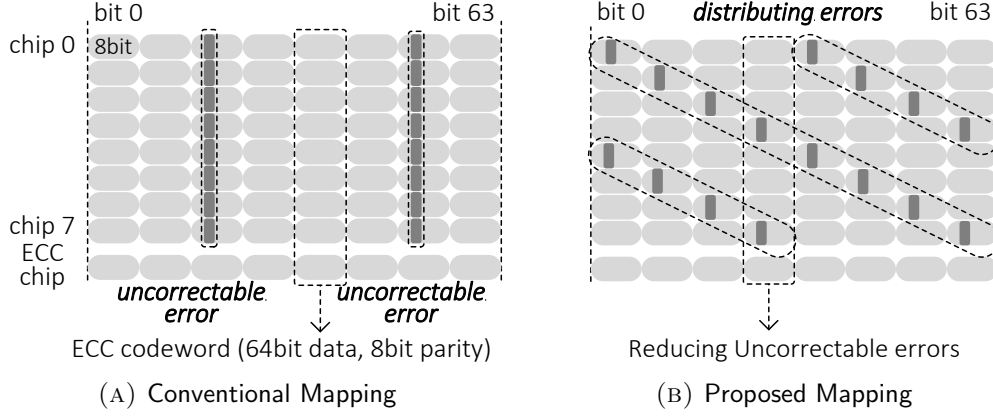 bit 0
bit 63
chip 0
8bit
chip 7
ECC
chip
uncorrectable
error
uncorrectable
error
ECC codeword (64bit data, 8bit parity)
(A) Conventional Mapping
bit 0
distributing errors
bit 63
Reducing Uncorrectable errors
(B) Proposed Mapping